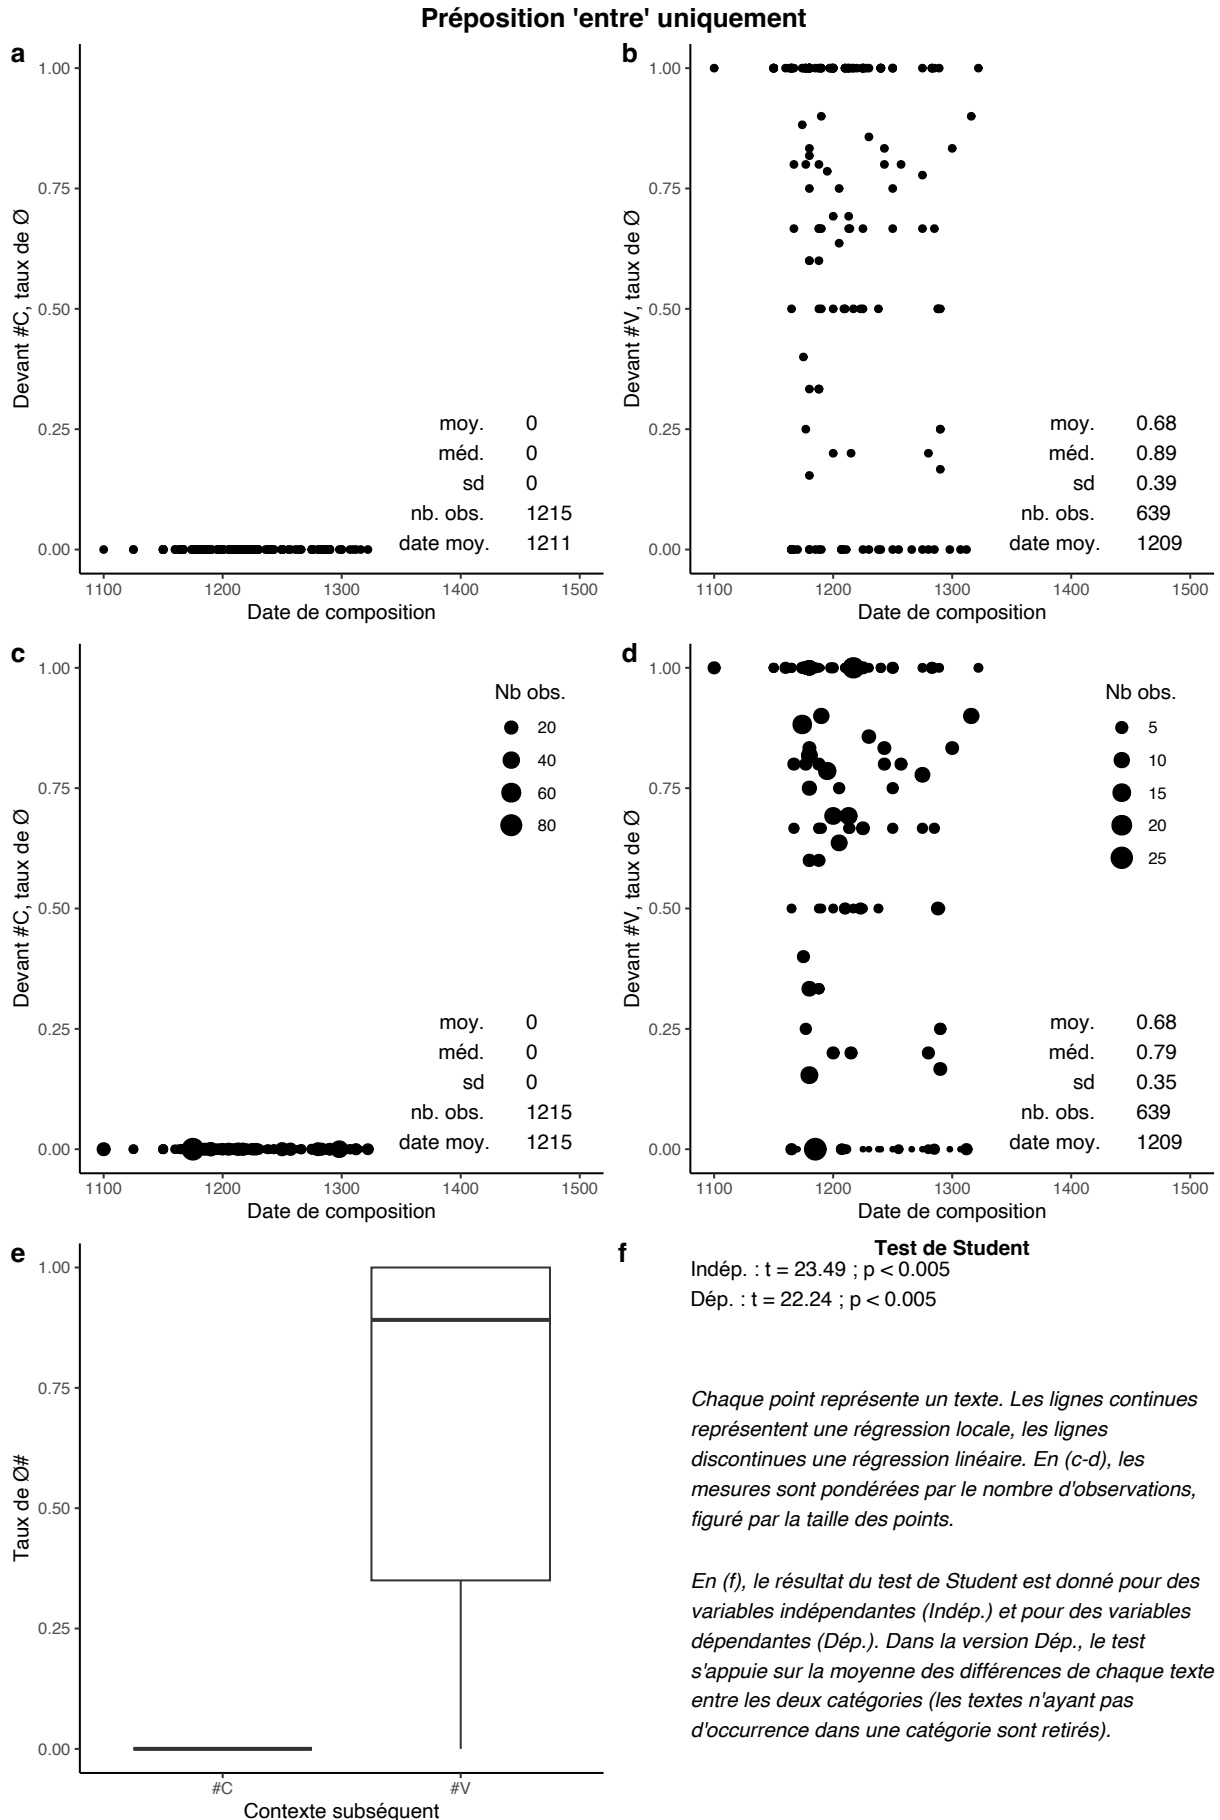 Préposition 'entre' uniquement
a
Devant #C, taux de Ø
1.00
0.75
0.50
0.25
0.00
moy. 0
méd. 0
sd 0
nb. obs. 1215
date moy. 1211
1100 1200 1300 1400 1500
Date de composition
b
Devant #V, taux de Ø
1.00
0.75
0.50
0.25
0.00
moy. 0.68
méd. 0.89
sd 0.39
nb. obs. 639
date moy. 1209
1100 1200 1300 1400 1500
Date de composition
c
Devant #C, taux de Ø
1.00
0.75
0.50
0.25
0.00
Nb obs.
20
40
60
80
moy. 0
méd. 0
sd 0
nb. obs. 1215
date moy. 1215
1100 1200 1300 1400 1500
Date de composition
d
Devant #V, taux de Ø
1.00
0.75
0.50
0.25
0.00
Nb obs.
5
10
15
20
25
moy. 0.68
méd. 0.79
sd 0.35
nb. obs. 639
date moy. 1209
1100 1200 1300 1400 1500
Date de composition
e
Taux de Ø#
1.00
0.75
0.50
0.25
0.00
#C #V
Contexte subséquent
f
Test de Student
Indép. : t = 23.49 ; p < 0.005
Dép. : t = 22.24 ; p < 0.005
Chaque point représente un texte. Les lignes continues
représentent une régression locale, les lignes
discontinues une régression linéaire. En (c-d), les
mesures sont pondérées par le nombre d'observations,
figuré par la taille des points.
En (f), le résultat du test de Student est donné pour des
variables indépendantes (Indép.) et pour des variables
dépendantes (Dép.). Dans la version Dép., le test
s'appuie sur la moyenne des différences de chaque texte
entre les deux catégories (les textes n'ayant pas
d'occurrence dans une catégorie sont retirés).